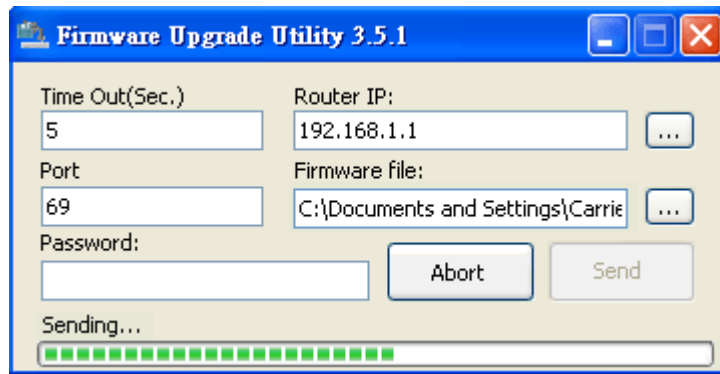 Firmware Upgrade Utility 3.5.1
Time Out(Sec.) Router IP:
5 192.168.1.1 ...
Port Firmware file:
69 C:\Documents and Settings\Carrie ...
Password:
Abort Send
Sending...